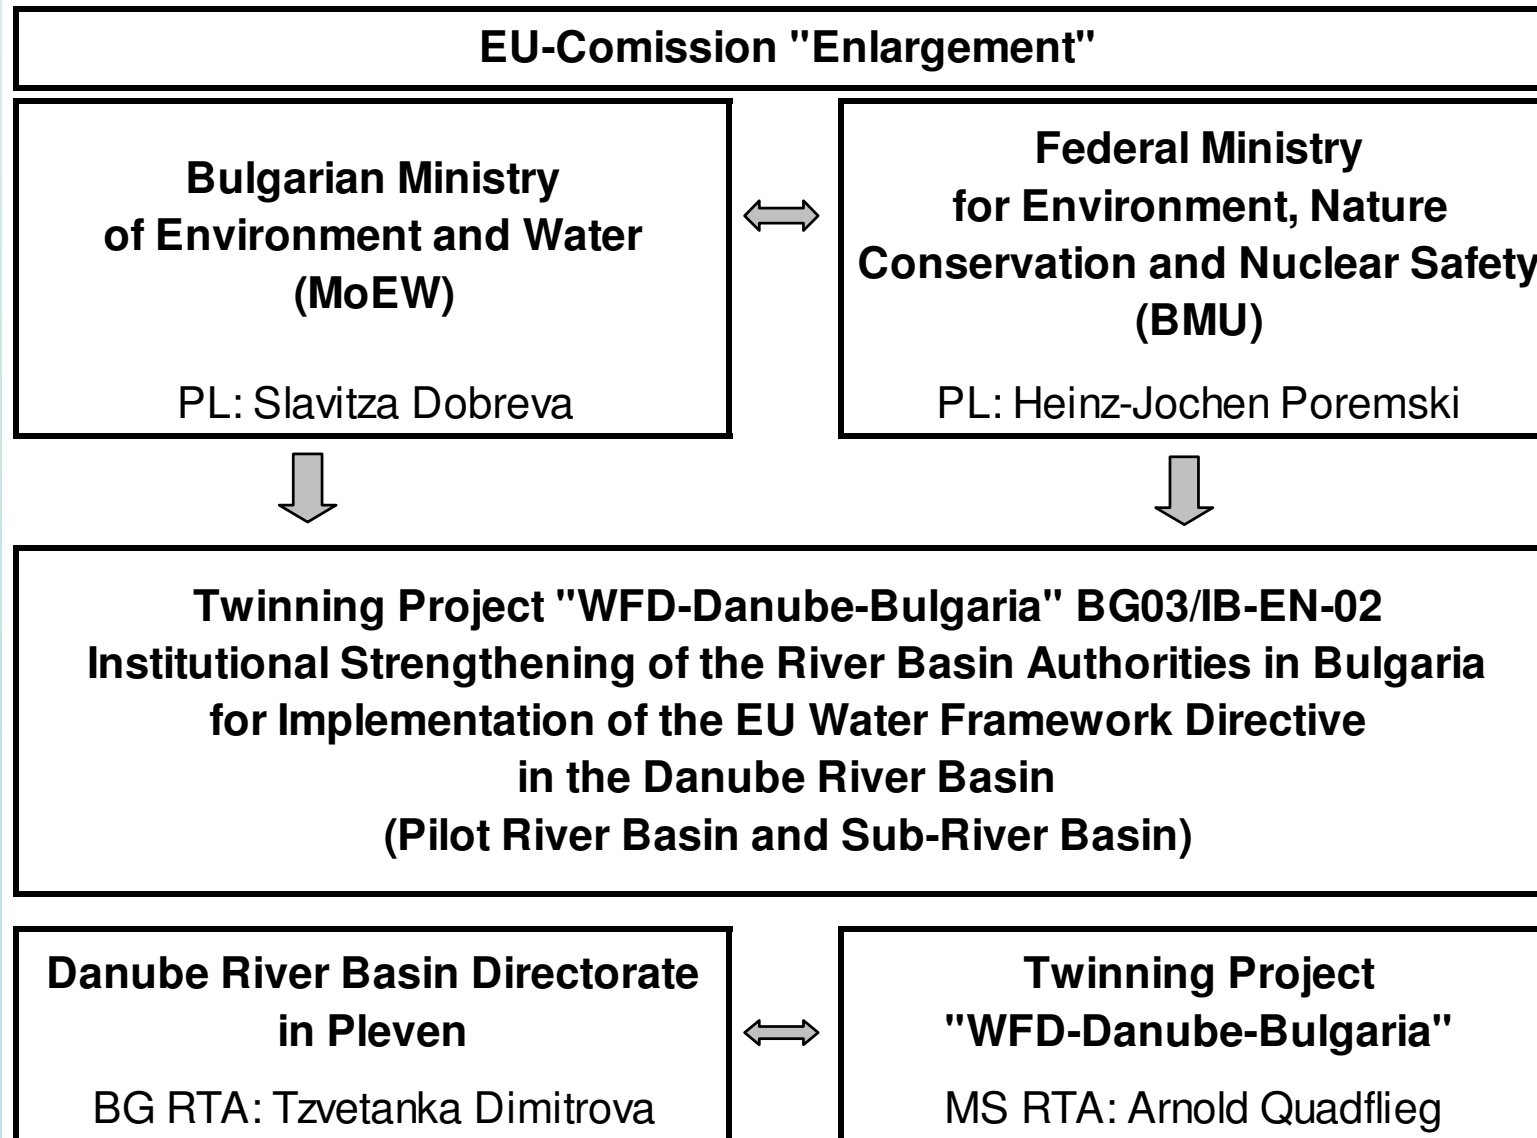 EU-Comission "Enlargement"
Bulgarian Ministry
of Environment and Water
(MoEW)
PL: Slavitza Dobreva
Federal Ministry
for Environment, Nature
Conservation and Nuclear Safety
(BMU)
PL: Heinz-Jochen Poremski
Twinning Project "WFD-Danube-Bulgaria" BG03/IB-EN-02
Institutional Strengthening of the River Basin Authorities in Bulgaria
for Implementation of the EU Water Framework Directive
in the Danube River Basin
(Pilot River Basin and Sub-River Basin)
Danube River Basin Directorate
in Pleven
BG RTA: Tzvetanka Dimitrova
Twinning Project
"WFD-Danube-Bulgaria"
MS RTA: Arnold Quadflieg